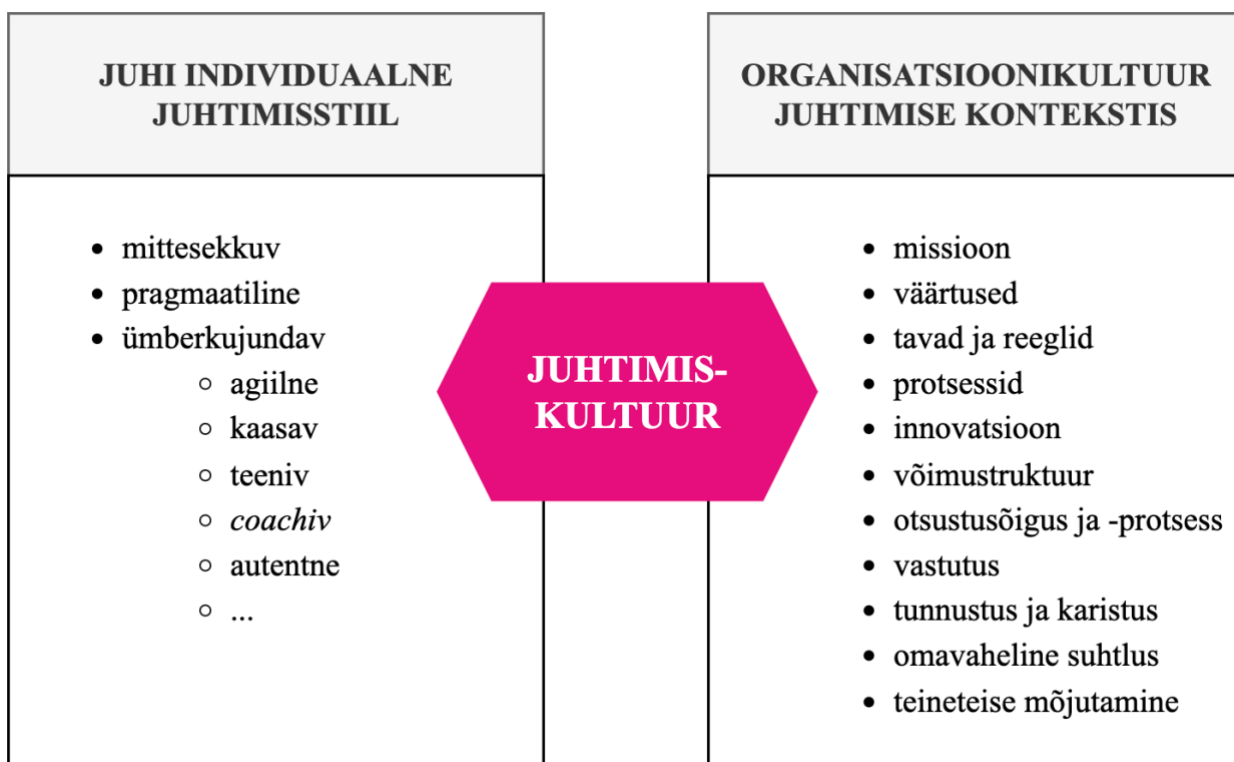 JUHI INDIVIDUAALNE
JUHTIMISSTIIL
mittesekkuv
pragmaatiline
ümberkujundav
agiilne
kaasav
teeniv
coachiv
autentne
...
JUHTIMIS-
KULTUUR
ORGANISATSIOONIKULTUUR
JUHTIMISE KONTEKSTIS
missioon
väärtused
tavad ja reeglid
protsessid
innovatsioon
võimustruktuur
otsustusõigus ja -protsess
vastutus
tunnustus ja karistus
omavaheline suhtlus
teineteise mõjutamine